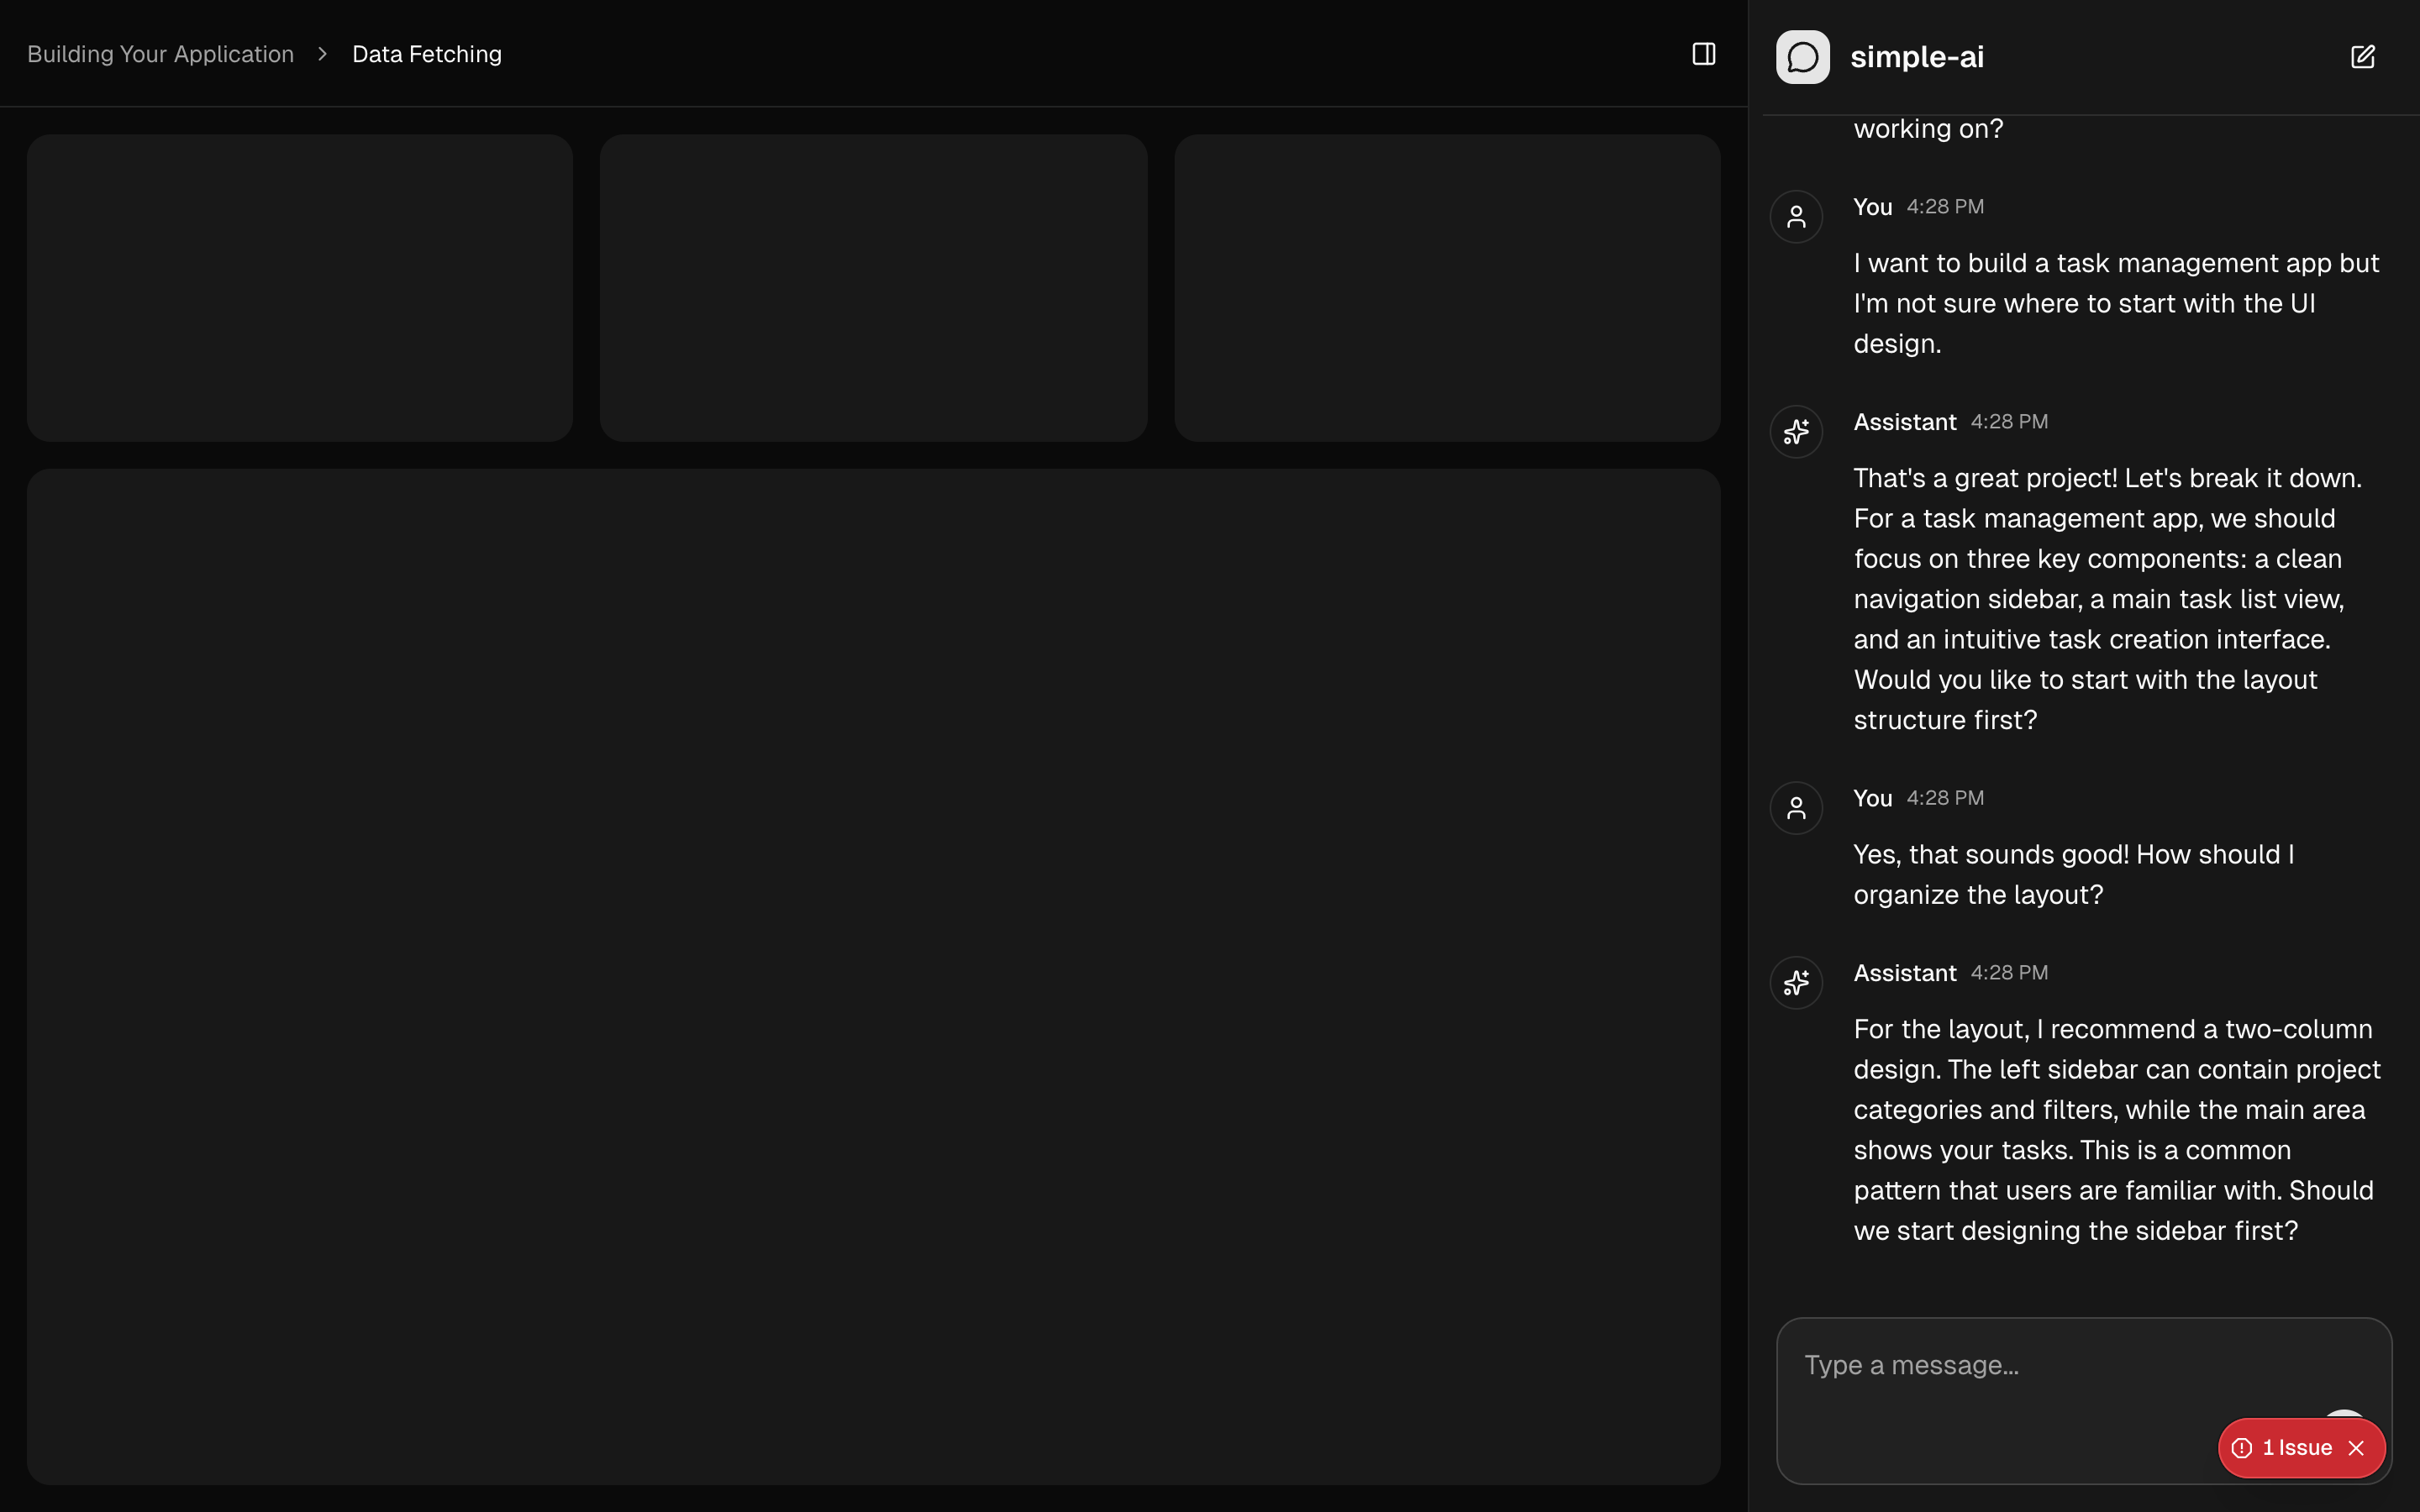 Building Your Application
Data Fetching
simple-ai
working on?
You 4:28 PM
I want to build a task management app but
I'm not sure where to start with the UI
design.
Assistant 4:28 PM
That's a great project! Let's break it down.
For a task management app, we should
focus on three key components: a clean
navigation sidebar, a main task list view,
and an intuitive task creation interface.
Would you like to start with the layout
structure first?
You 4:28 PM
Yes, that sounds good! How should I
organize the layout?
Assistant 4:28 PM
For the layout, I recommend a two-column
design. The left sidebar can contain project
categories and filters, while the main area
shows your tasks. This is a common
pattern that users are familiar with. Should
we start designing the sidebar first?
Type a message...
1 Issue